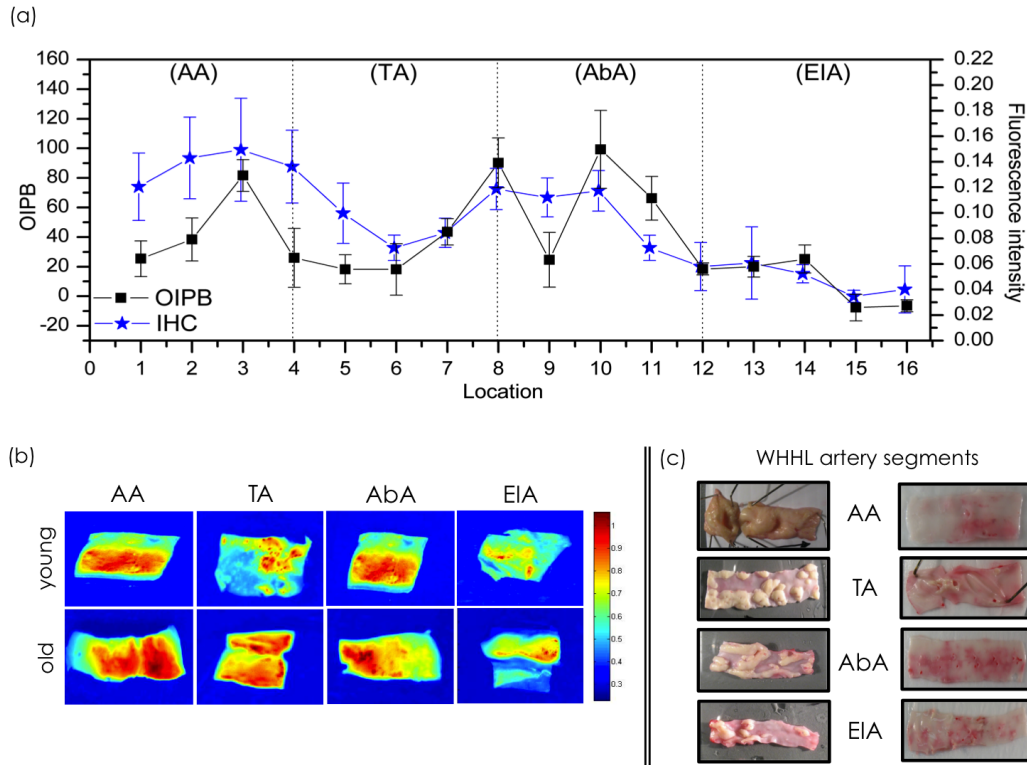 (a)
(AA) (TA) (AbA) (EIA)
160
140
120
100
80
60
40
20
0
-20
OIPB
0.22
0.20
0.18
0.16
0.14
0.12
0.10
0.08
0.06
0.04
0.02
0.00
Fluorescence intensity
OIPB
IHC
0 1 2 3 4 5 6 7 8 9 10 11 12 13 14 15 16
Location
(b)
AA TA AbA EIA
young
old
1
0.9
0.8
0.7
0.6
0.5
0.4
0.3
(c) WHHL artery segments
AA
TA
AbA
EIA